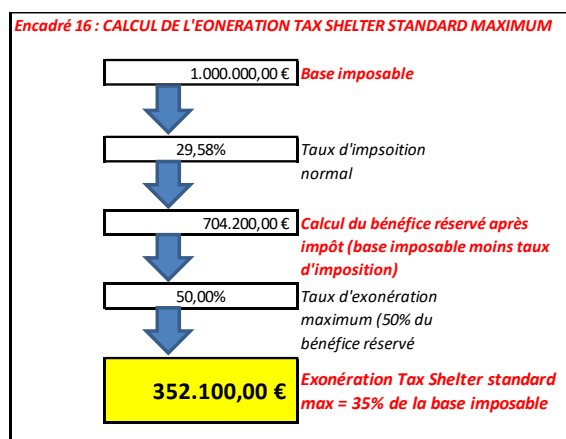 Encadré 16 : CALCUL DE L'EONERATION TAX SHELTER STANDARD MAXIMUM
1.000.000,00 € Base imposable
29,58% Taux d'impsoition
normal
704.200,00 € Calcul du bénéfice réservé après
impôt (base imposable moins taux
d'imposition)
50,00% Taux d'exonération
maximum (50% du
bénéfice réservé
352.100,00 € Exonération Tax Shelter standard
max = 35% de la base imposable